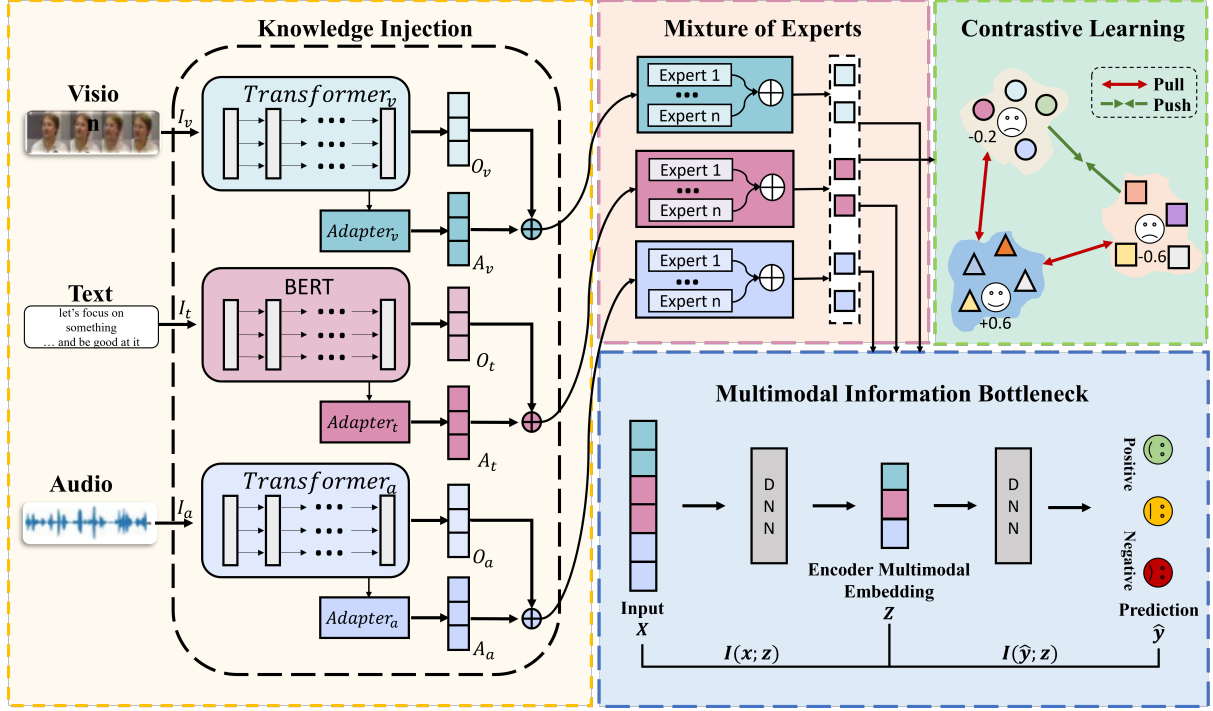 Knowledge Injection
Visio
n
I_v
Transformer_v
O_v
Adapter_v
A_v
Text
let's focus on
something
… and be good at it
I_t
BERT
O_t
Adapter_t
A_t
Audio
I_a
Transformer_a
O_a
Adapter_a
A_a
Mixture of Experts
Expert 1
Expert n
Expert 1
Expert n
Expert 1
Expert n
Contrastive Learning
Pull
Push
-0.2
-0.6
+0.6
Multimodal Information Bottleneck
D
N
N
D
N
N
Positive
Negative
Input
X
Encoder Multimodal
Embedding
Z
Prediction
ŷ
I(x; z)
I(ŷ; z)